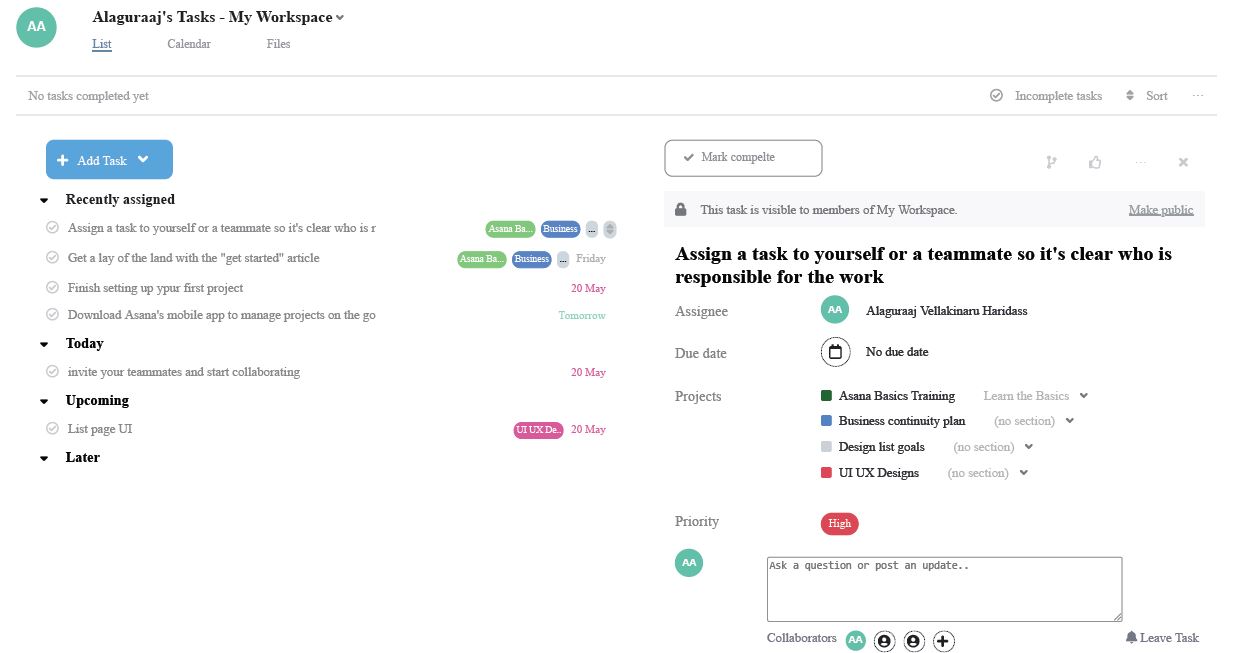 AA
Alaguraaj's Tasks - My Workspace
List Calendar Files
No tasks completed yet
Incomplete tasks Sort ...
Add Task
Recently assigned
Assign a task to yourself or a teammate so it's clear who is r Asana Ba... Business ...
Get a lay of the land with the "get started" article Asana Ba... Business ... Friday
Finish setting up ypur first project 20 May
Download Asana's mobile app to manage projects on the go Tomorrow
Today
invite your teammates and start collaborating 20 May
Upcoming
List page UI UI UX De.. 20 May
Later
Mark compelte ...
This task is visible to members of My Workspace. Make public
Assign a task to yourself or a teammate so it's clear who is
responsible for the work
Assignee AA Alaguraaj Vellakinaru Haridass
Due date No due date
Projects Asana Basics Training Learn the Basics
Business continuity plan (no section)
Design list goals (no section)
UI UX Designs (no section)
Priority High
AA
Ask a question or post an update..
Collaborators AA Leave Task